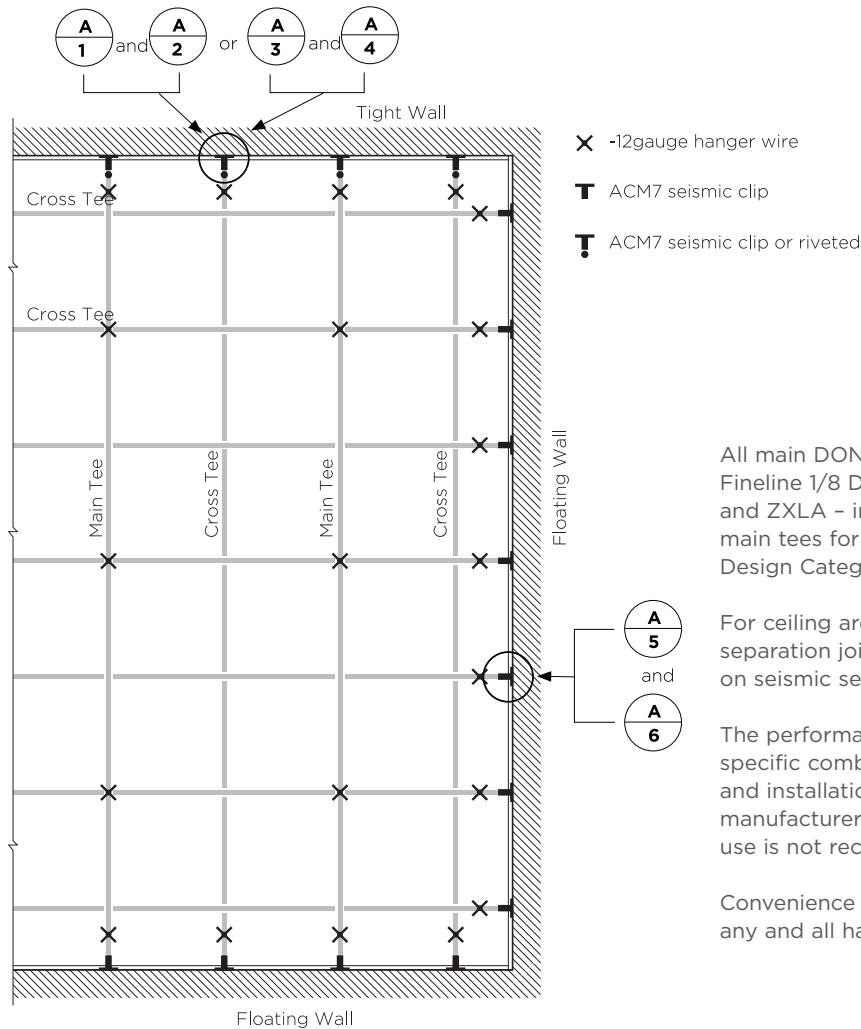 A
1
and
A
2
or
A
3
and
A
4
Tight Wall
-12gauge hanger wire
ACM7 seismic clip
ACM7 seismic clip or riveted
Cross Tee
Cross Tee
Main Tee
Cross Tee
Main Tee
Cross Tee
Floating Wall
A
5
and
A
6
Floating Wall
All main DON
Fineline 1/8 D
and ZXLA – in
main tees for
Design Categ
For ceiling are
separation joi
on seismic se
The performa
specific comb
and installatio
manufacturer
use is not rec
Convenience
any and all ha